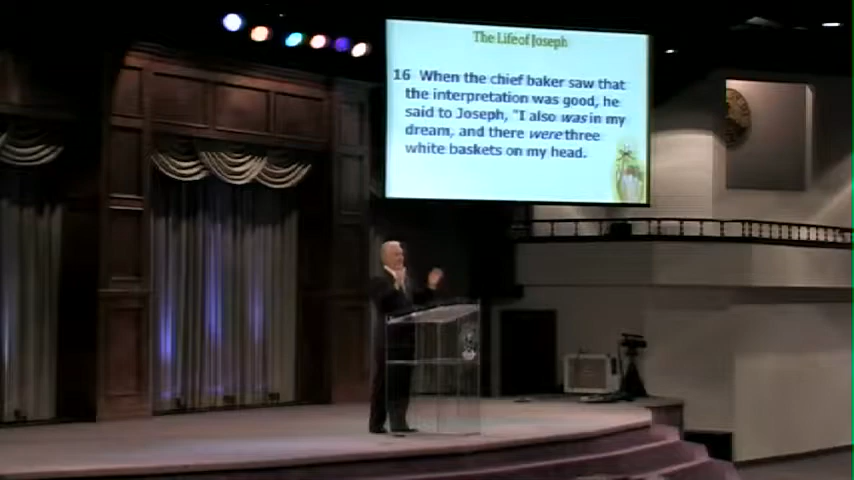 The Life of Joseph
16 When the chief baker saw that
the interpretation was good, he
said to Joseph, "I also was in my
dream, and there were three
white baskets on my head.